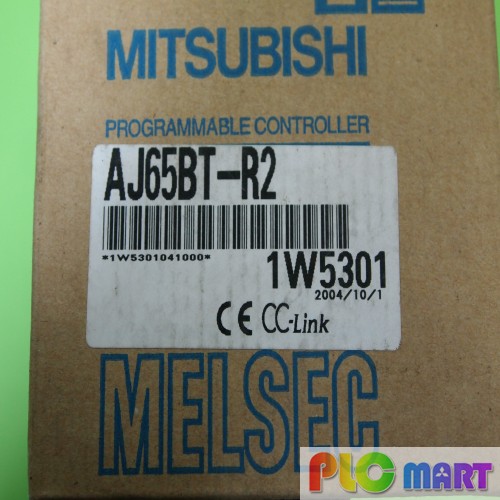 MITSUBISHI
PROGRAMMABLE CONTROLLER
AJ65BT-R2
*1W5301041000*
1W5301
2004/10/1
CE CC-Link
MELSEC
PLC mart